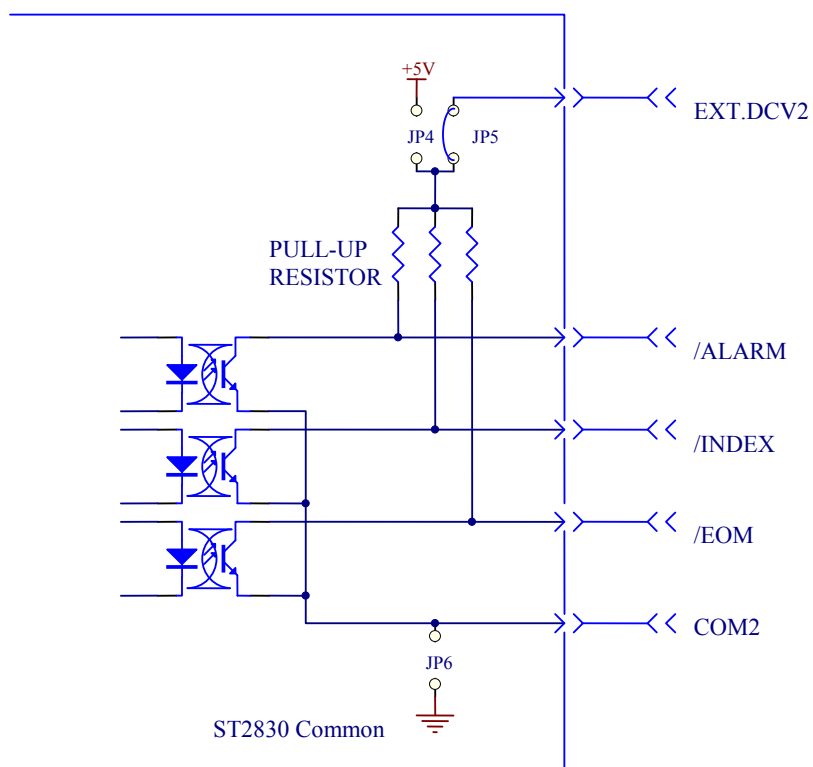 +5V
EXT.DCV2
JP4
JP5
PULL-UP
RESISTOR
/ALARM
/INDEX
/EOM
COM2
JP6
ST2830 Common